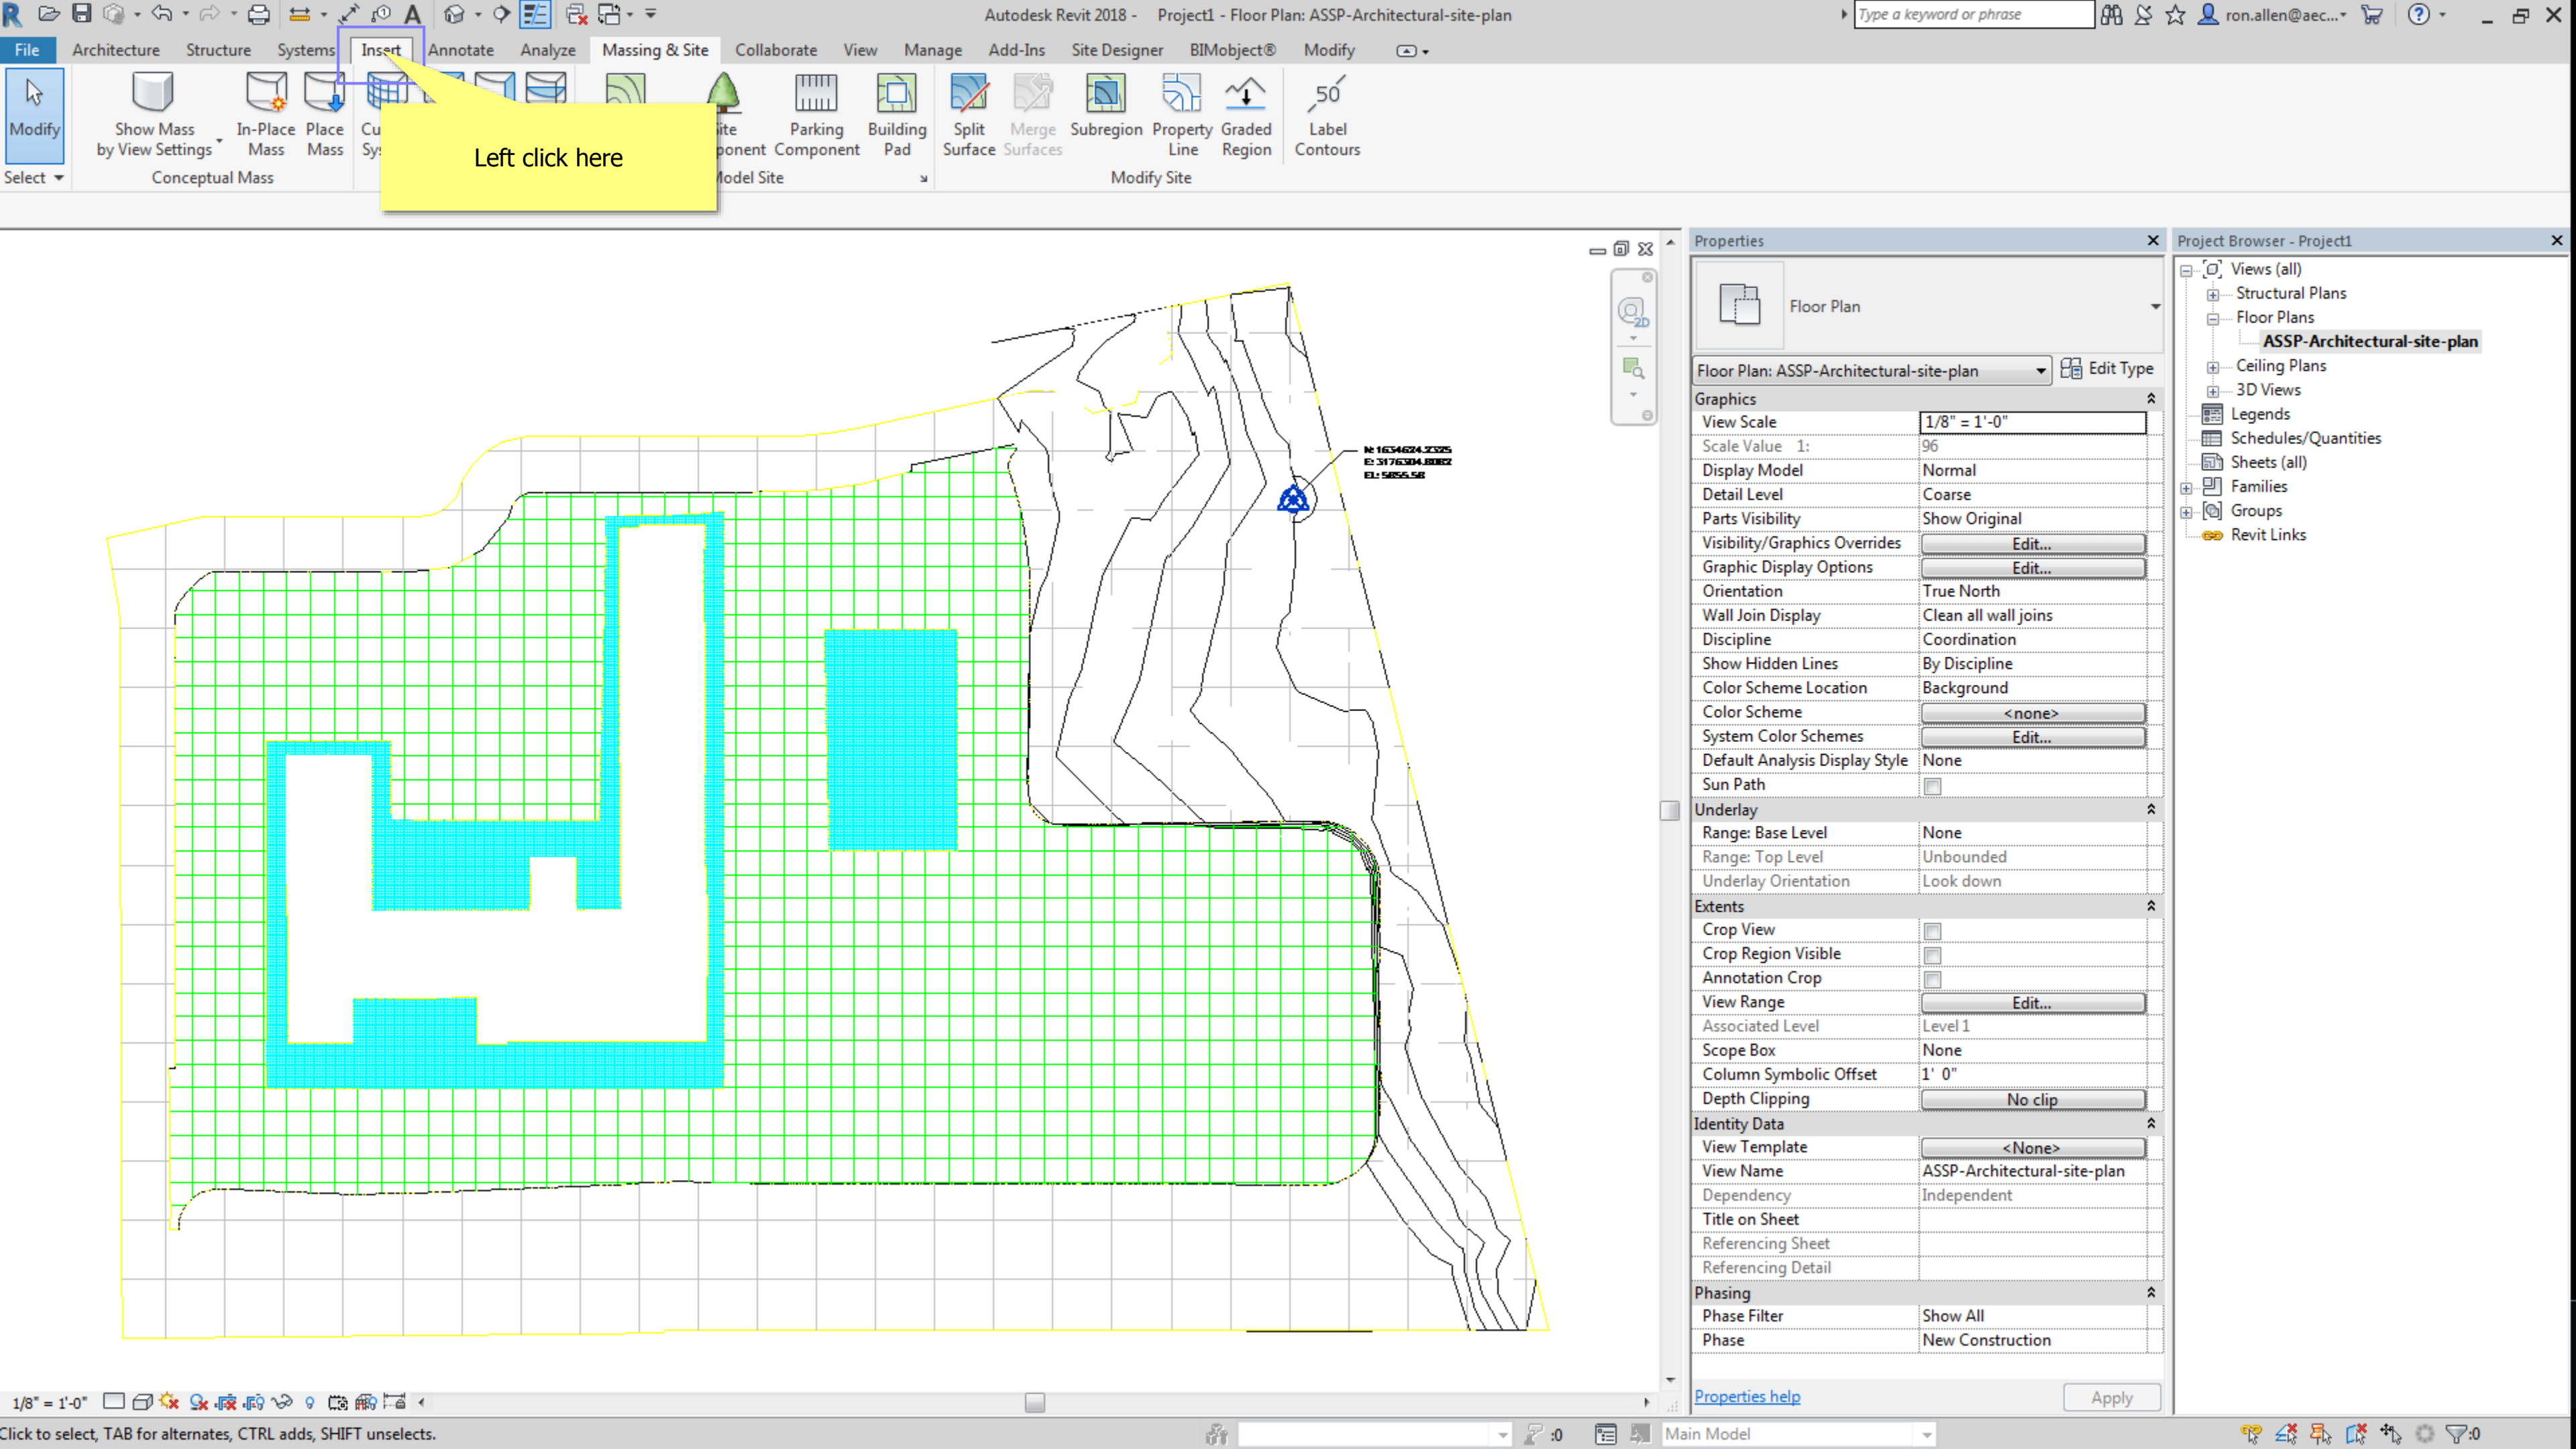 Autodesk Revit 2018 - Project1 - Floor Plan: ASSP-Architectural-site-plan
Type a keyword or phrase
ron.allen@aec...
File Architecture Structure Systems Insert Annotate Analyze Massing & Site Collaborate View Manage Add-Ins Site Designer BIMobject® Modify
Modify
Show Mass
by View Settings
In-Place
Mass
Place
Mass
Left click here
Parking
Component
Building
Pad
Split
Surface
Merge
Surfaces
Subregion
Property
Line
Graded
Region
50
Label
Contours
Select
Conceptual Mass
Model Site
Modify Site
2D
N: 1634624.2325
EL: 5855.58
Properties
Floor Plan
Floor Plan: ASSP-Architectural-site-plan Edit Type
Graphics
View Scale 1/8" = 1'-0"
Scale Value 1: 96
Display Model Normal
Detail Level Coarse
Parts Visibility Show Original
Visibility/Graphics Overrides Edit...
Graphic Display Options Edit...
Orientation True North
Wall Join Display Clean all wall joins
Discipline Coordination
Show Hidden Lines By Discipline
Color Scheme Location Background
Color Scheme <none>
System Color Schemes Edit...
Default Analysis Display Style None
Sun Path
Underlay
Range: Base Level None
Range: Top Level Unbounded
Underlay Orientation Look down
Extents
Crop View
Crop Region Visible
Annotation Crop
View Range Edit...
Associated Level Level 1
Scope Box None
Column Symbolic Offset 1' 0"
Depth Clipping No clip
Identity Data
View Template <None>
View Name ASSP-Architectural-site-plan
Dependency Independent
Title on Sheet
Referencing Sheet
Referencing Detail
Phasing
Phase Filter Show All
Phase New Construction
Properties help Apply
Project Browser - Project1
Views (all)
Structural Plans
Floor Plans
ASSP-Architectural-site-plan
Ceiling Plans
3D Views
Legends
Schedules/Quantities
Sheets (all)
Families
Groups
Revit Links
1/8" = 1'-0"
Click to select, TAB for alternates, CTRL adds, SHIFT unselects.
:0
Main Model
:0